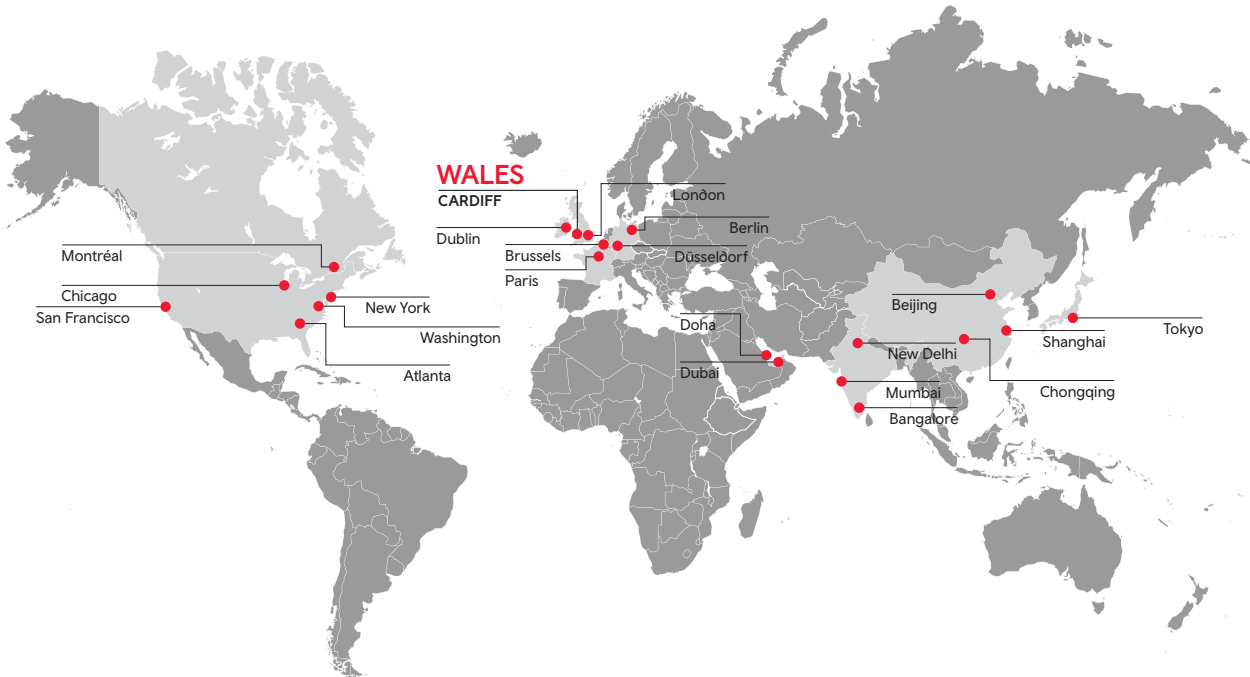 WALES
CARDIFF
London
Dublin
Berlin
Brussels
Düsseldorf
Paris
Montréal
Chicago
San Francisco
New York
Washington
Atlanta
Doha
Dubai
Beijing
Tokyo
Shanghai
New Delhi
Chongqing
Mumbai
Bangalore